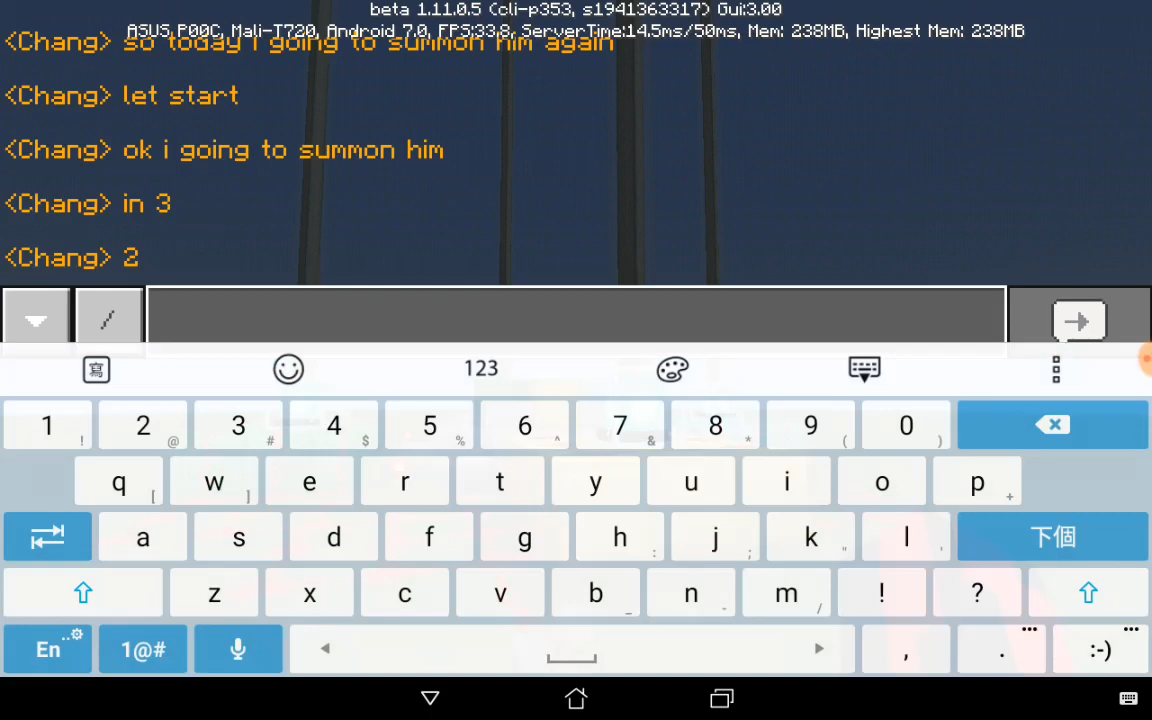 beta 1.11.0.5 (cli-p353, s1941363317) Gui:3.00
ASUS P00C, Mali-T720, Android 7.0, FPS:33.8, ServerTime:14.5ms/50ms, Mem: 238MB, Highest Mem: 238MB
<Chang> so today i going to summon him again
<Chang> let start
<Chang> ok i going to summon him
<Chang> in 3
<Chang> 2
/
寫 123
1 ! 2 @ 3 # 4 $ 5 % 6 ^ 7 & 8 * 9 ( 0 )
q [ w ] e r t y u i o p +
a s d f g h : j ; k " l ' 下個
z x c v b _ n - m / ! ?
En 1@# , . :-)